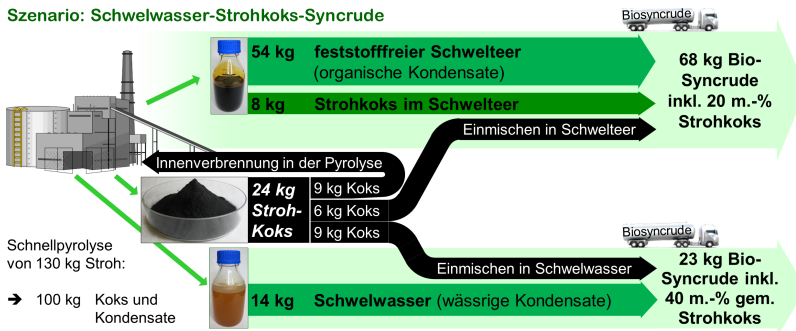 Szenario: Schwelwasser-Strohkoks-Syncrude
Biosyncrude
54 kg feststofffreier Schwelteer
(organische Kondensate)
8 kg Strohkoks im Schwelteer
68 kg Bio-
Syncrude
inkl. 20 m.-%
Strohkoks
Einmischen in Schwelteer
Innenverbrennung in der Pyrolyse
24 kg
Stroh-
Koks
9 kg Koks
6 kg Koks
9 kg Koks
Biosyncrude
Einmischen in Schwelwasser
Schnellpyrolyse
von 130 kg Stroh:
➔ 100 kg Koks und
Kondensate
14 kg Schwelwasser (wässrige Kondensate)
23 kg Bio-
Syncrude inkl.
40 m.-% gem.
Strohkoks